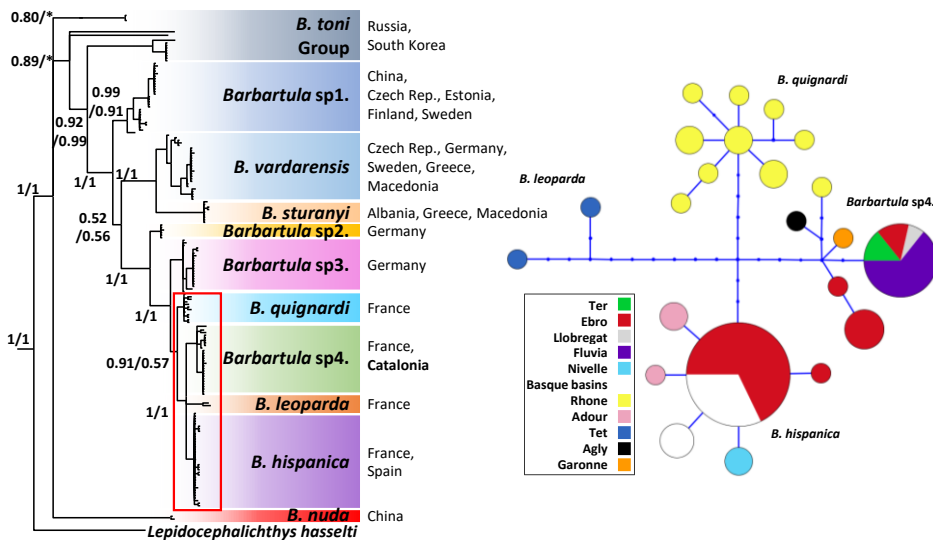 0.80/*
0.89/*
0.92
/0.99
0.99
/0.91
1/1
1/1
1/1
0.52
/0.56
1/1
1/1
1/1
0.91/0.57
1/1
B. toni
Group
Russia,
South Korea
Barbartula sp1.
China,
Czech Rep., Estonia,
Finland, Sweden
B. vardarensis
Czech Rep., Germany,
Sweden, Greece,
Macedonia
B. sturanyi
Albania, Greece, Macedonia
Barbartula sp2.
Germany
Barbartula sp3.
Germany
B. quignardi
France
Barbartula sp4.
France,
Catalonia
B. leoparda
France
B. hispanica
France,
Spain
B. nuda
China
Lepidocephalichthys hasselti
B. quignardi
B. leoparda
Barbartula sp4.
B. hispanica
Ter
Ebro
Llobregat
Fluvia
Nivelle
Basque basins
Rhone
Adour
Tet
Agly
Garonne